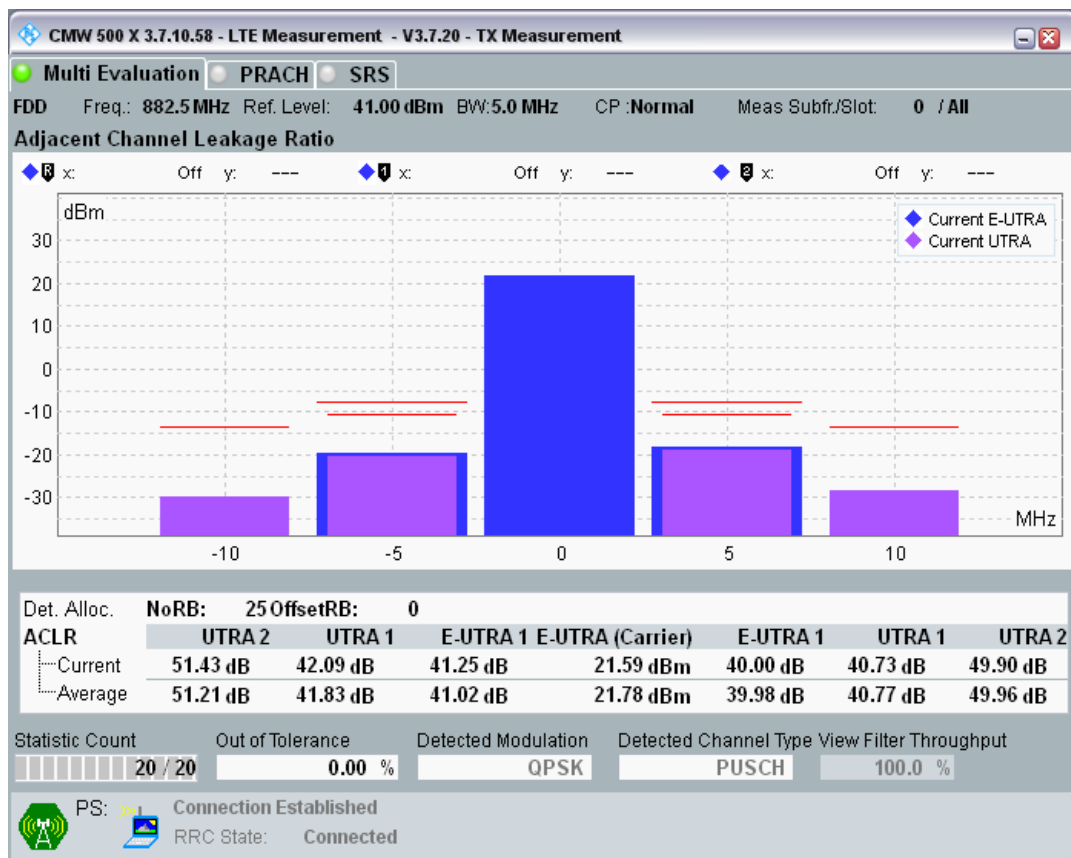 CMW 500 X 3.7.10.58 - LTE Measurement - V3.7.20 - TX Measurement
Multi Evaluation PRACH SRS
FDD Freq.: 882.5 MHz Ref. Level: 41.00 dBm BW:5.0 MHz CP :Normal Meas Subfr./Slot: 0 / All
Adjacent Channel Leakage Ratio
R x: Off y: --- 1 x: Off y: --- 2 x: Off y: ---
dBm
Current E-UTRA
Current UTRA
30
20
10
0
-10
-20
-30
MHz
-10 -5 0 5 10
Det. Alloc. NoRB: 25 OffsetRB: 0
ACLR UTRA 2 UTRA 1 E-UTRA 1 E-UTRA (Carrier) E-UTRA 1 UTRA 1 UTRA 2
Current 51.43 dB 42.09 dB 41.25 dB 21.59 dBm 40.00 dB 40.73 dB 49.90 dB
Average 51.21 dB 41.83 dB 41.02 dB 21.78 dBm 39.98 dB 40.77 dB 49.96 dB
Statistic Count Out of Tolerance Detected Modulation Detected Channel Type View Filter Throughput
20 / 20 0.00 % QPSK PUSCH 100.0 %
PS: Connection Established
RRC State: Connected